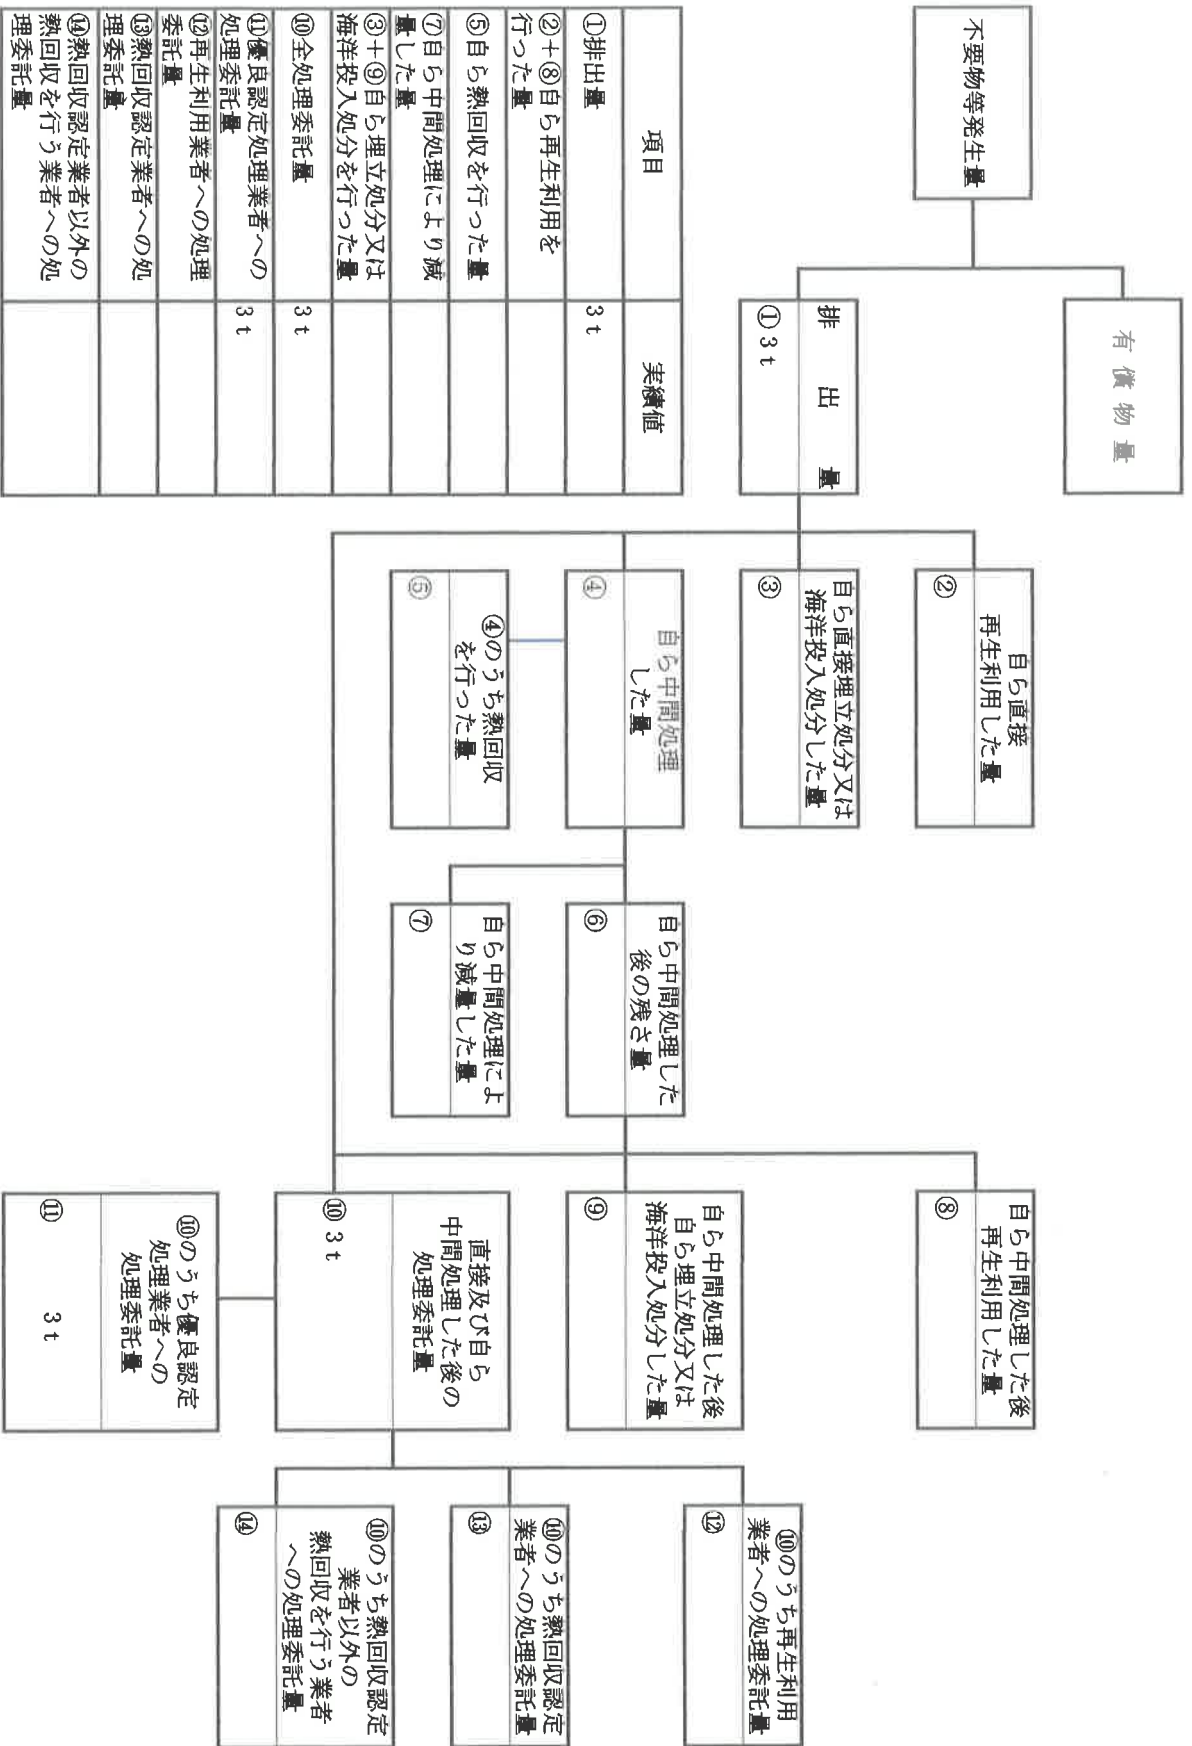 不要物等発生量
有償物量
排出量
①3t
自ら直接
再生利用した量
②
自ら直接埋立処分又は
海洋投入処分した量
③
自ら中間処理
した量
④
④のうち熱回収
を行った量
⑤
自ら中間処理した
後の残さ量
⑥
自ら中間処理によ
り減量した量
⑦
自ら中間処理した後
再生利用した量
⑧
自ら中間処理した後
自ら埋立処分又は
海洋投入処分した量
⑨
直接及び自ら
中間処理した後の
処理委託量
⑩3t
⑩のうち優良認定
処理業者への
処理委託量
⑪ 3t
⑩のうち再生利用
業者への処理委託量
⑫
⑩のうち熱回収認定
業者への処理委託量
⑬
⑩のうち熱回収認定
業者以外の
熱回収を行う業者
への処理委託量
⑭
項目 実績値
①排出量 3t
②+⑧自ら再生利用を
行った量
⑤自ら熱回収を行った量
⑦自ら中間処理により減
量した量
③+⑨自ら埋立処分又は
海洋投入処分を行った量
⑩全処理委託量 3t
⑪優良認定処理業者への
処理委託量 3t
⑫再生利用業者への処理
委託量
⑬熱回収認定業者への処
理委託量
⑭熱回収認定業者以外の
熱回収を行う業者への処
理委託量